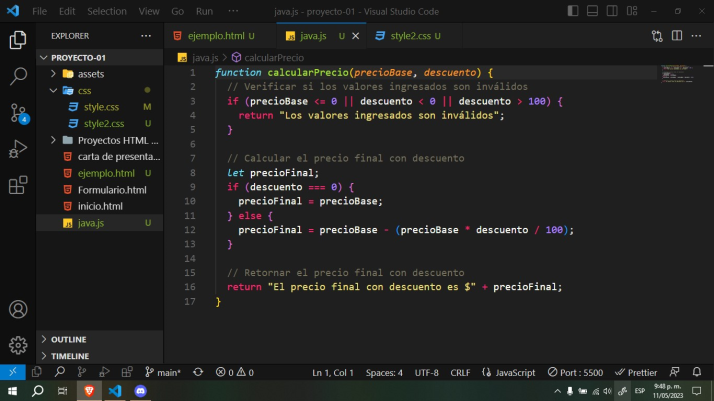 File Edit Selection View Go Run ··· java.js - proyecto-01 - Visual Studio Code
EXPLORER ···
PROYECTO-01
assets
css
style.css M
style2.css U
Proyectos HTML ...
carta de presenta...
ejemplo.html U
Formulario.html
inicio.html
java.js U
OUTLINE
TIMELINE
4
ejemplo.html U java.js U style2.css U
java.js > calcularPrecio
1 function calcularPrecio(precioBase, descuento) {
2 // Verificar si los valores ingresados son inválidos
3 if (precioBase <= 0 || descuento < 0 || descuento > 100) {
4 return "Los valores ingresados son inválidos";
5 }
6
7 // Calcular el precio final con descuento
8 let precioFinal;
9 if (descuento === 0) {
10 precioFinal = precioBase;
11 } else {
12 precioFinal = precioBase - (precioBase * descuento / 100);
13 }
14
15 // Retornar el precio final con descuento
16 return "El precio final con descuento es $" + precioFinal;
17 }
main* 0 0 Ln 1, Col 1 Spaces: 4 UTF-8 CRLF JavaScript Port : 5500 Prettier
ESP 9:48 p. m.
11/05/2023